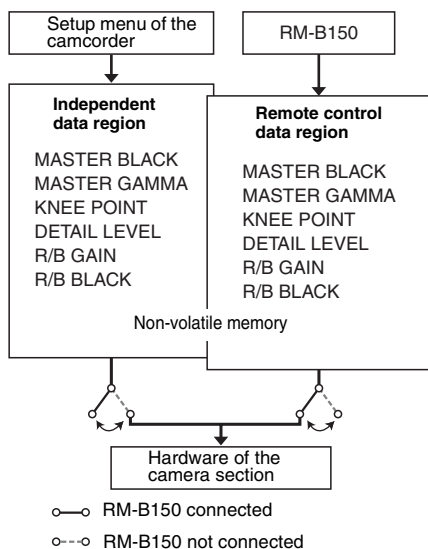 Setup menu of the
camcorder
RM-B150
Independent
data region
MASTER BLACK
MASTER GAMMA
KNEE POINT
DETAIL LEVEL
R/B GAIN
R/B BLACK
Remote control
data region
MASTER BLACK
MASTER GAMMA
KNEE POINT
DETAIL LEVEL
R/B GAIN
R/B BLACK
Non-volatile memory
Hardware of the
camera section
RM-B150 connected
RM-B150 not connected